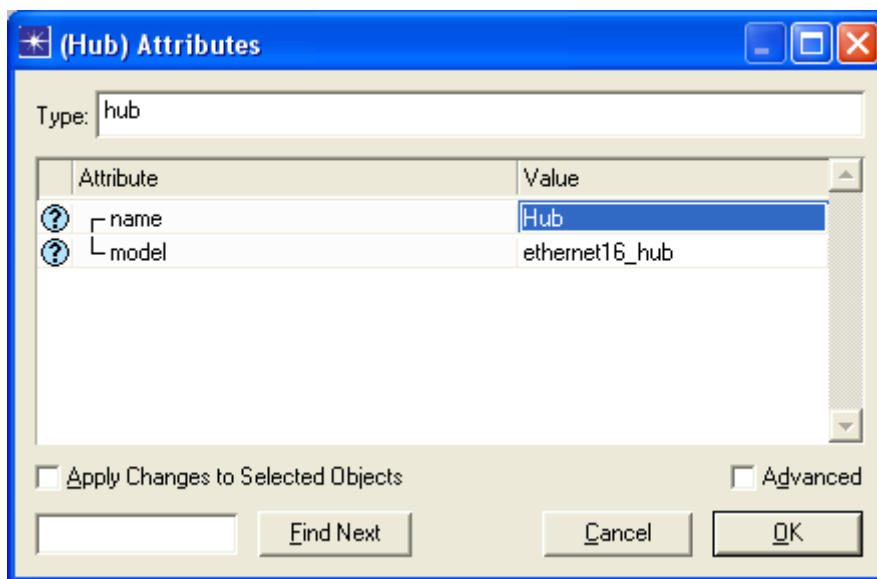 (Hub) Attributes
Type: hub
Attribute Value
? name Hub
? model ethernet16_hub
Apply Changes to Selected Objects Advanced
Find Next Cancel OK